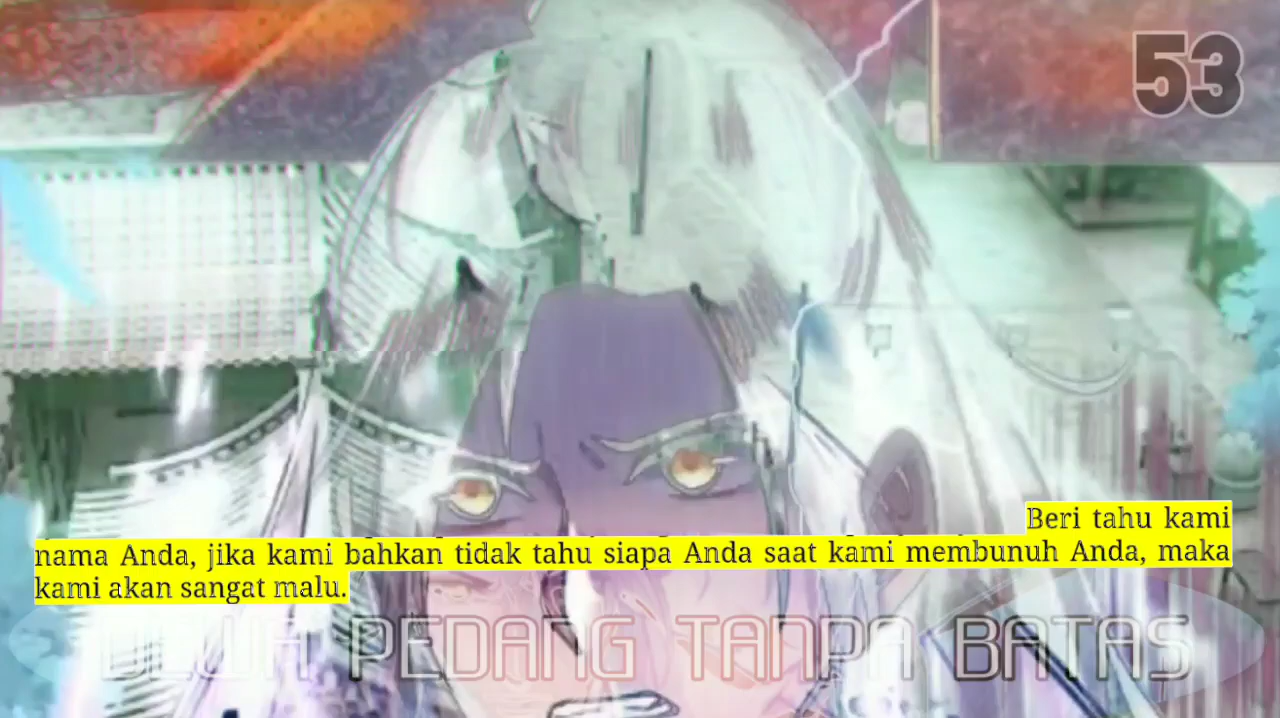 53
Beri tahu kami
nama Anda, jika kami bahkan tidak tahu siapa Anda saat kami membunuh Anda, maka
kami akan sangat malu.
DEWA PEDANG TANPA BATAS